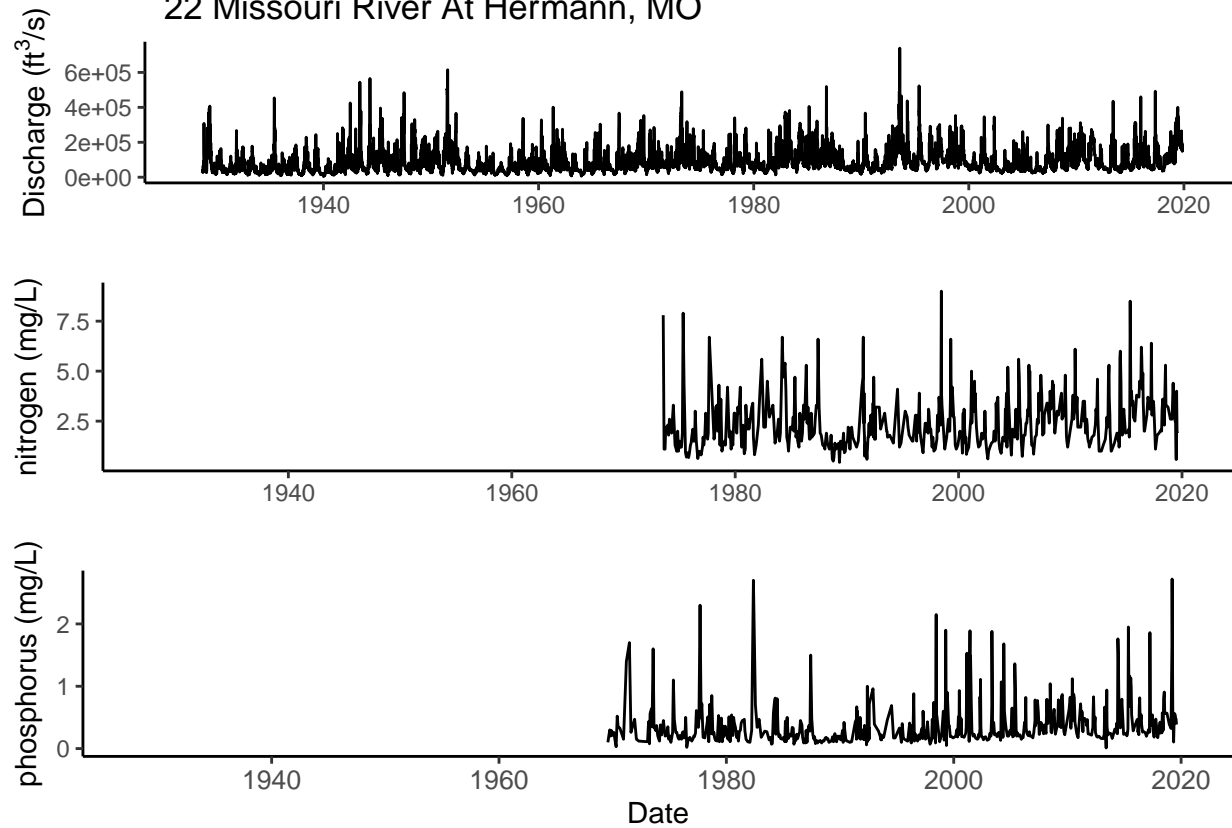 22 Missouri River At Hermann, MO
Discharge (ft³/s)
6e+05
4e+05
2e+05
0e+00
1940 1960 1980 2000 2020
nitrogen (mg/L)
7.5
5.0
2.5
1940 1960 1980 2000 2020
phosphorus (mg/L)
2
1
0
1940 1960 1980 2000 2020
Date